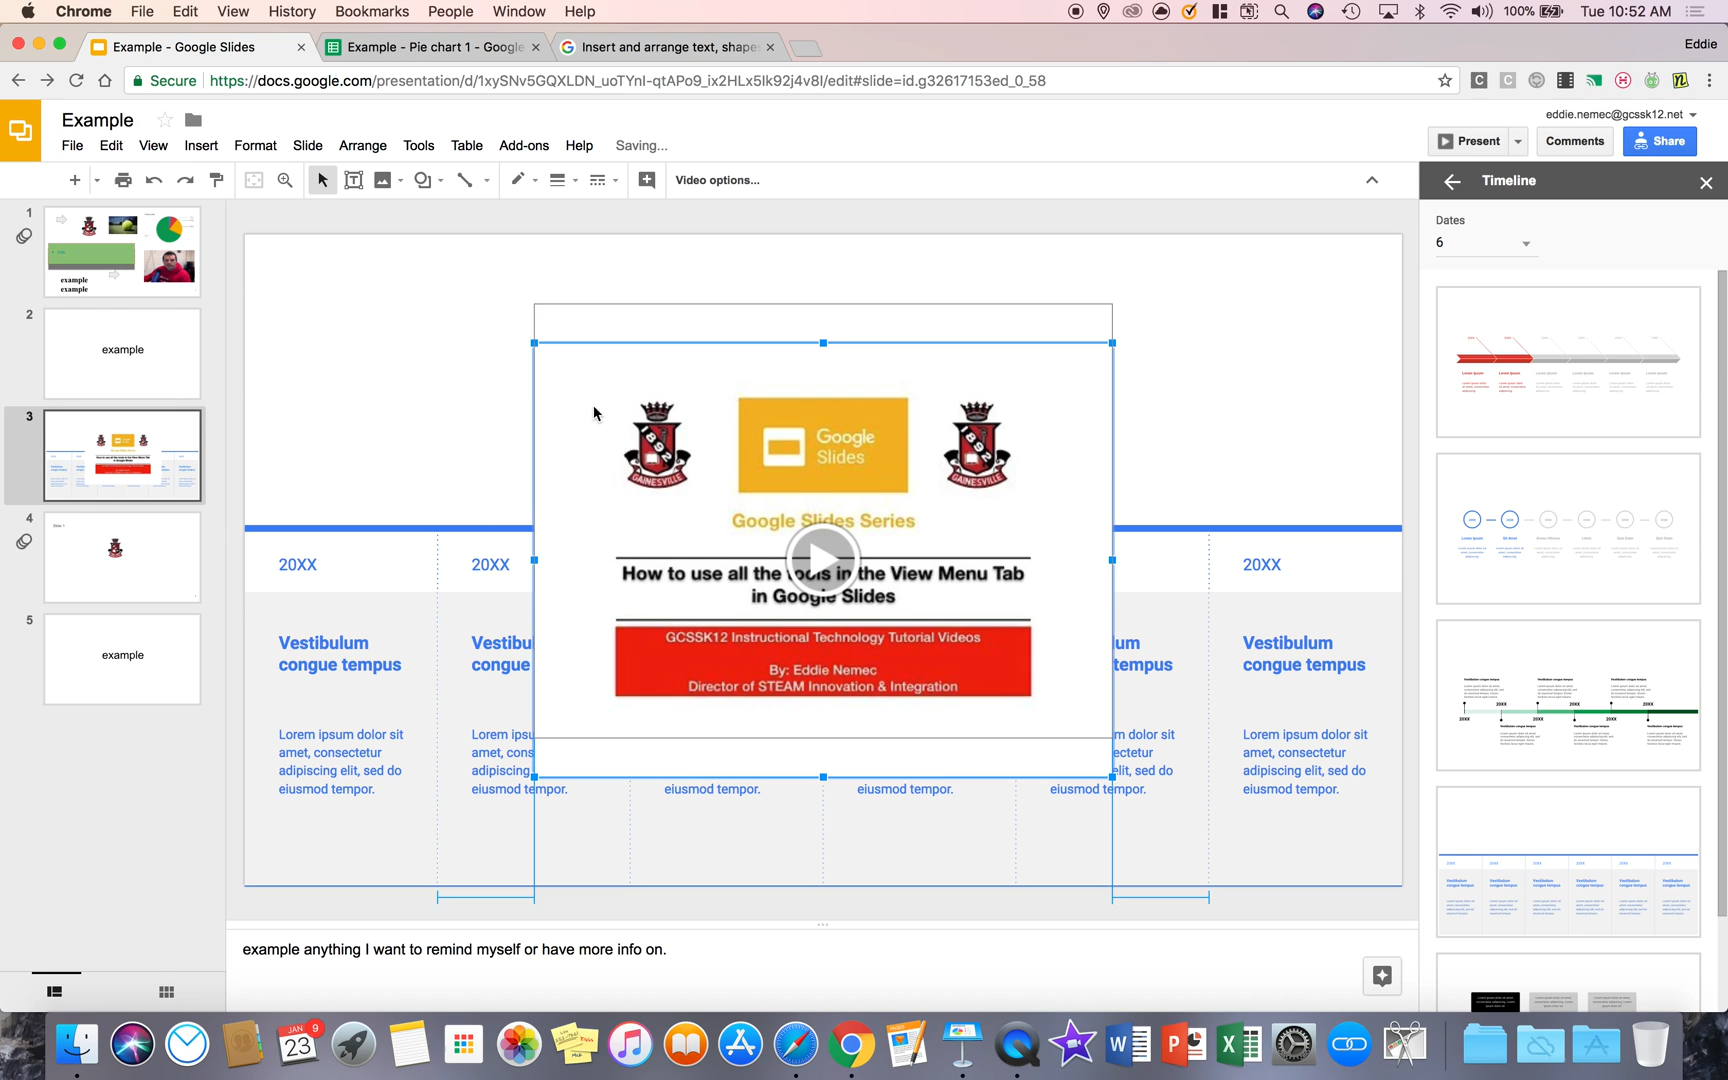 Chrome File Edit View History Bookmarks People Window Help 100% Tue 10:52 AM
Example - Google Slides Example - Pie chart 1 - Google Insert and arrange text, shape Eddie
Secure https://docs.google.com/presentation/d/1xySNv5GQXLDN_uoTYnI-qtAPo9_ix2HLx5Ik92j4v8I/edit#slide=id.g32617153ed_0_58
Example
eddie.nemec@gcssk12.net
File Edit View Insert Format Slide Arrange Tools Table Add-ons Help Saving...
Present Comments Share
Video options...
Timeline
Dates
6
1
example
example
2
example
3
4
5
example
1892
GAINESVILLE
Google
Slides
1892
GAINESVILLE
Google Slides Series
How to use all the tools in the View Menu Tab
in Google Slides
GCSSK12 Instructional Technology Tutorial Videos
By: Eddie Nemec
Director of STEAM Innovation & Integration
20XX
Vestibulum
congue tempus
Lorem ipsum dolor sit
amet, consectetur
adipiscing elit, sed do
eiusmod tempor.
20XX
Vestibu
congue
Lorem ipsu
amet, cons
adipiscing
eiusmod tempor.
eiusmod tempor.
eiusmod tempor.
um
tempus
m dolor sit
ectetur
elit, sed do
eiusmod tempor.
20XX
Vestibulum
congue tempus
Lorem ipsum dolor sit
amet, consectetur
adipiscing elit, sed do
eiusmod tempor.
example anything I want to remind myself or have more info on.
JAN 9
23